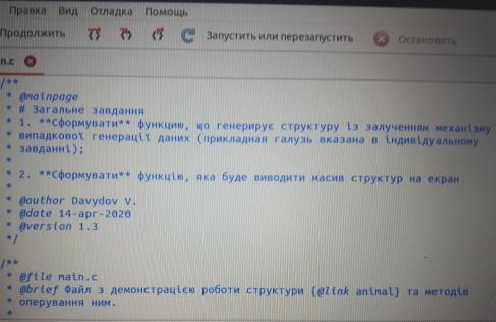 Правка Вид Отладка Помощь
Продолжить Запустить или перезапустить Остановить
n.c
/**
* @mainpage
* # Загальне завдання
* 1. **Сформувати** функцию, що генерирує структуру із залученням механізму
* випадкової генерації даних (прикладная галузь вказана в індивідуальному
* завданні);
*
* 2. **Сформувати** функцію, яка буде виводити масив структур на екран
*
* @author Davydov V.
* @date 14-apr-2020
* @version 1.3
*/
/**
* @file main.c
* @brief Файл з демонстрацією роботи структури {@link animal} та методів
* оперування ним.
*